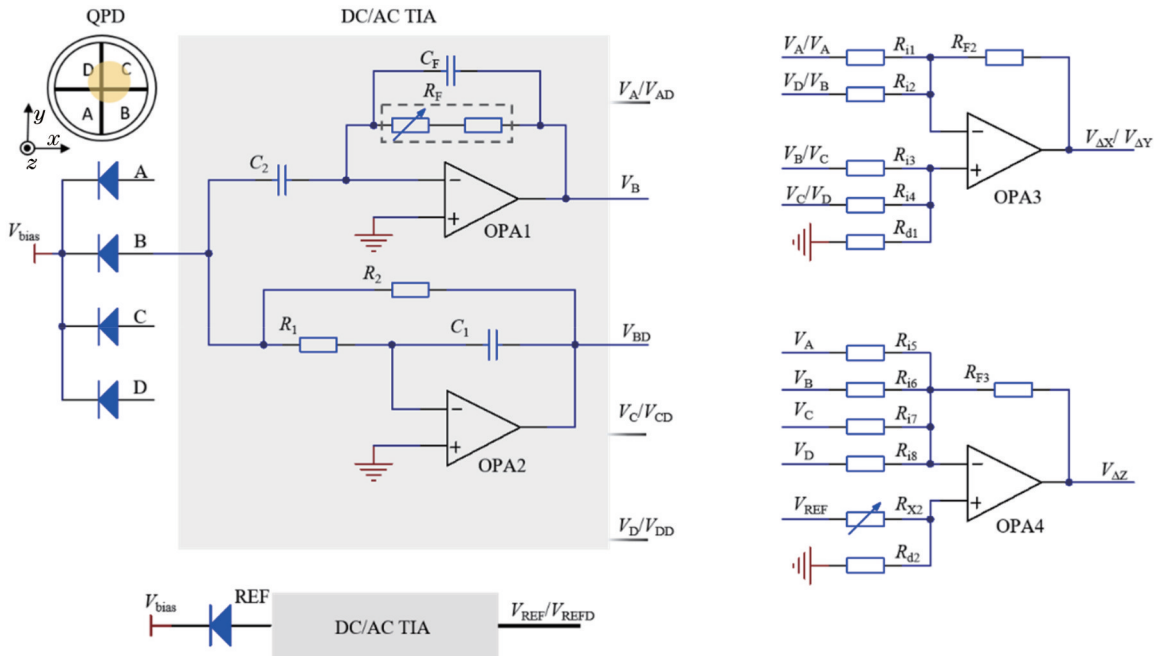 QPD
DC/AC TIA
D C
A B
y
x
z
A
B
C
D
V_bias
C_F
R_F
C_2
OPA1
R_2
R_1
C_1
OPA2
V_A/V_AD
V_B
V_BD
V_C/V_CD
V_D/V_DD
V_A/V_A
R_i1
R_F2
V_D/V_B
R_i2
V_B/V_C
R_i3
V_ΔX/ V_ΔY
V_C/V_D
R_i4
OPA3
R_d1
V_A
R_i5
V_B
R_i6
R_F3
V_C
R_i7
V_D
R_i8
V_ΔZ
V_REF
R_X2
OPA4
R_d2
V_bias
REF
DC/AC TIA
V_REF/V_REFD